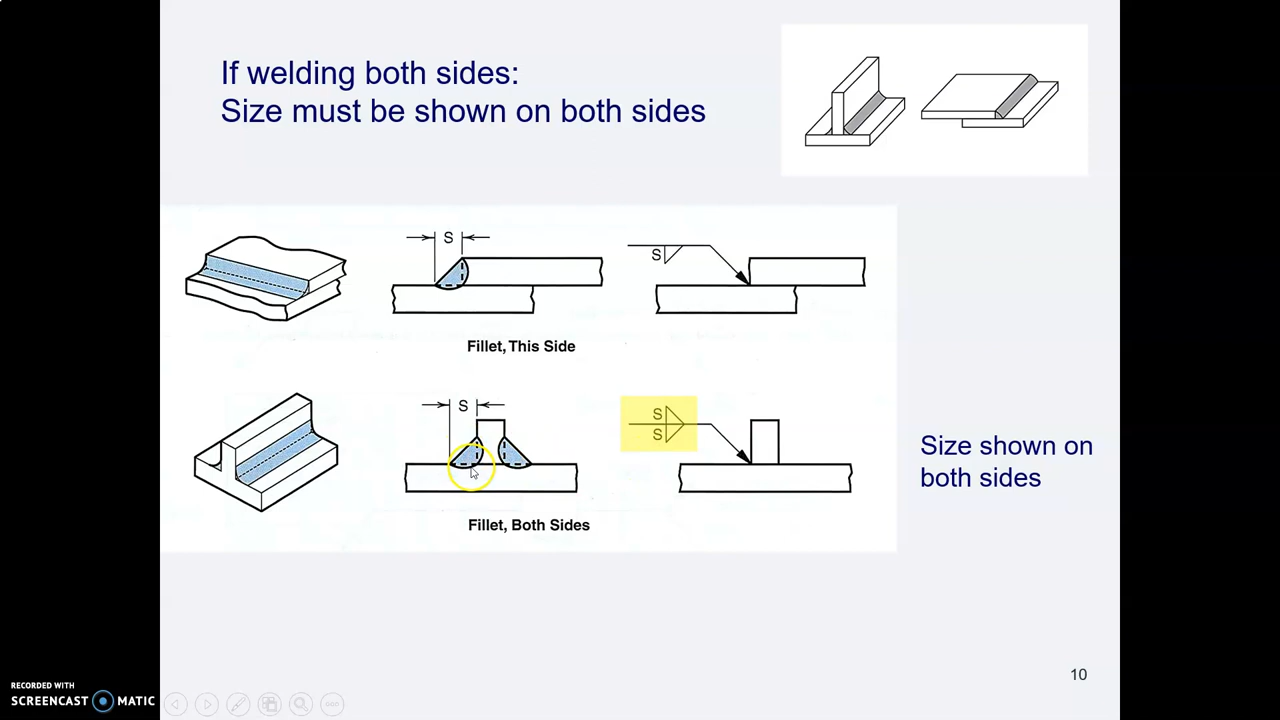 If welding both sides:
Size must be shown on both sides
S
S
Fillet, This Side
S
S
S
Fillet, Both Sides
Size shown on
both sides
10
RECORDED WITH
SCREENCAST MATIC